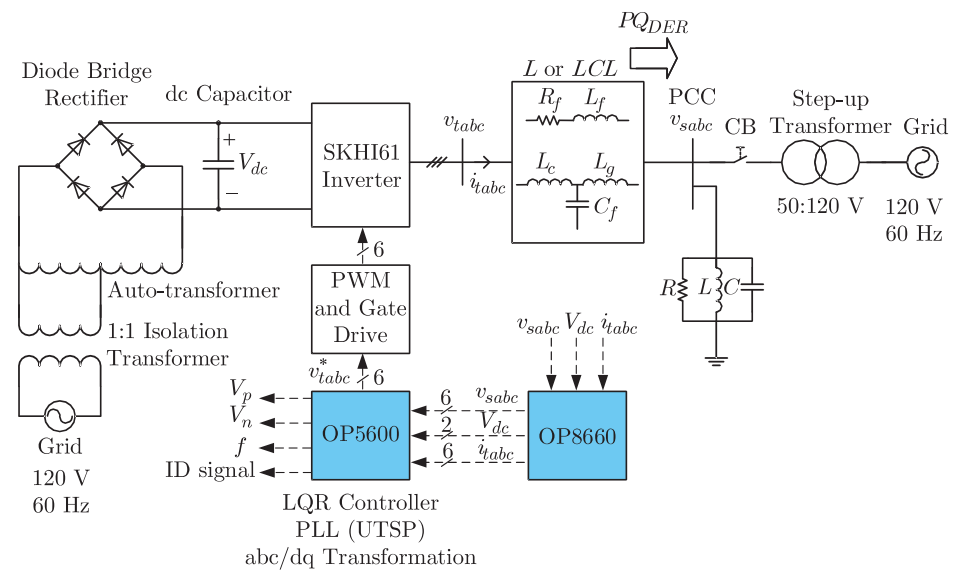 PQ_DER
Diode Bridge
Rectifier
dc Capacitor
L or LCL
R_f
L_f
PCC
v_sabc
CB
Step-up
Transformer
Grid
+
V_dc
−
SKHI61
Inverter
v_tabc
i_tabc
L_c
L_g
C_f
50:120 V
120 V
60 Hz
6
Auto-transformer
PWM
and Gate
Drive
R
L
C
1:1 Isolation
Transformer
v_sabc
V_dc
i_tabc
v*_tabc
6
V_p
V_n
f
ID signal
OP5600
6
v_sabc
2
V_dc
6
i_tabc
OP8660
Grid
120 V
60 Hz
LQR Controller
PLL (UTSP)
abc/dq Transformation